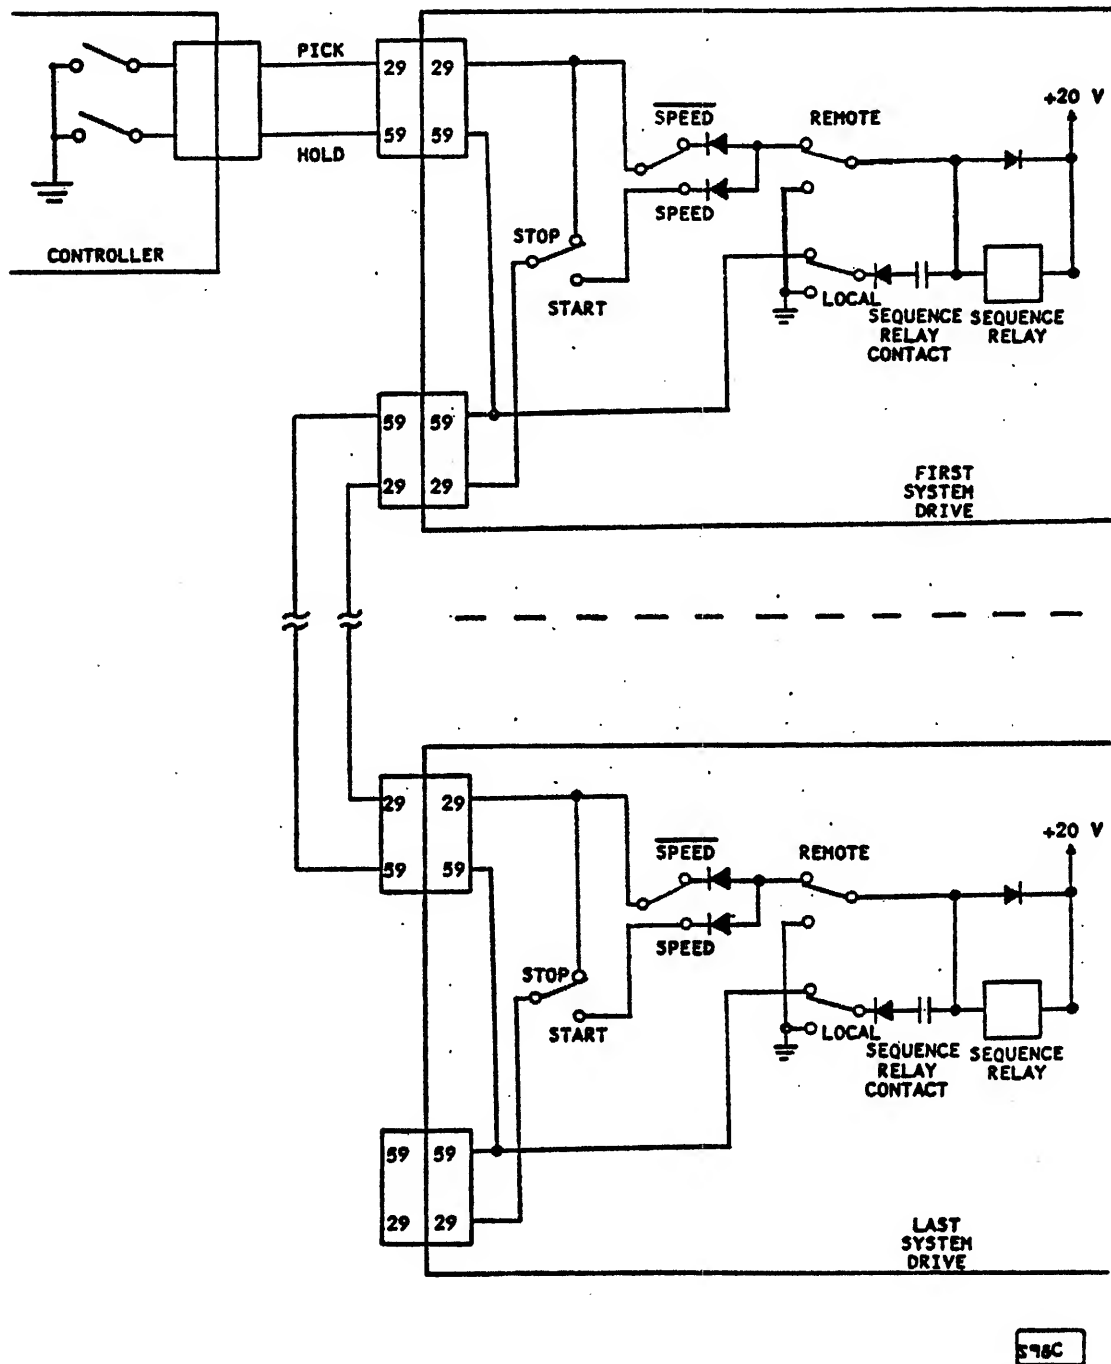 PICK
29 29
+20 V
SPEED
REMOTE
59 59
HOLD
SPEED
CONTROLLER
STOP
START
LOCAL
SEQUENCE
RELAY
CONTACT
SEQUENCE
RELAY
59 59
29 29
FIRST
SYSTEM
DRIVE
29 29
+20 V
SPEED
REMOTE
59 59
SPEED
STOP
START
LOCAL
SEQUENCE
RELAY
CONTACT
SEQUENCE
RELAY
59 59
29 29
LAST
SYSTEM
DRIVE
S98C